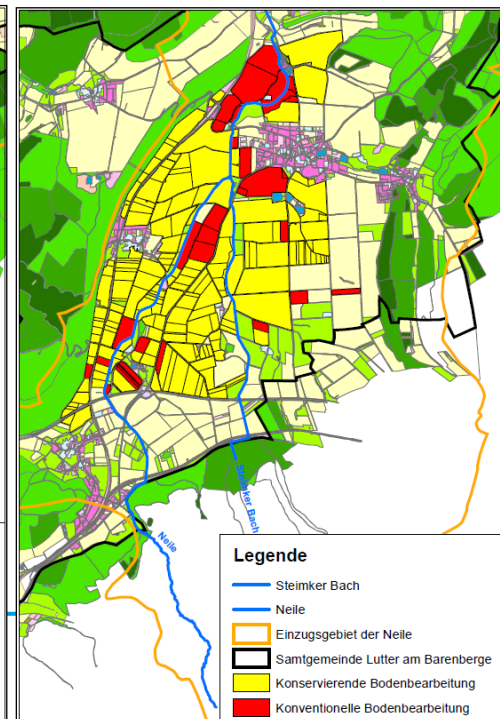 Steimker Bach
Neile
Legende
Steimker Bach
Neile
Einzugsgebiet der Neile
Samtgemeinde Lutter am Barenberge
Konservierende Bodenbearbeitung
Konventionelle Bodenbearbeitung